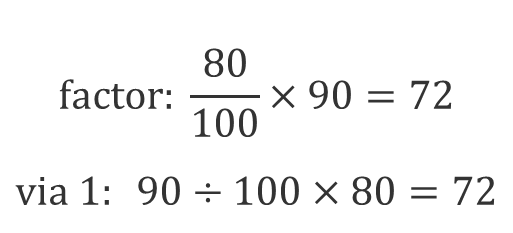 factor: 80/100 × 90 = 72
via 1: 90 ÷ 100 × 80 = 72